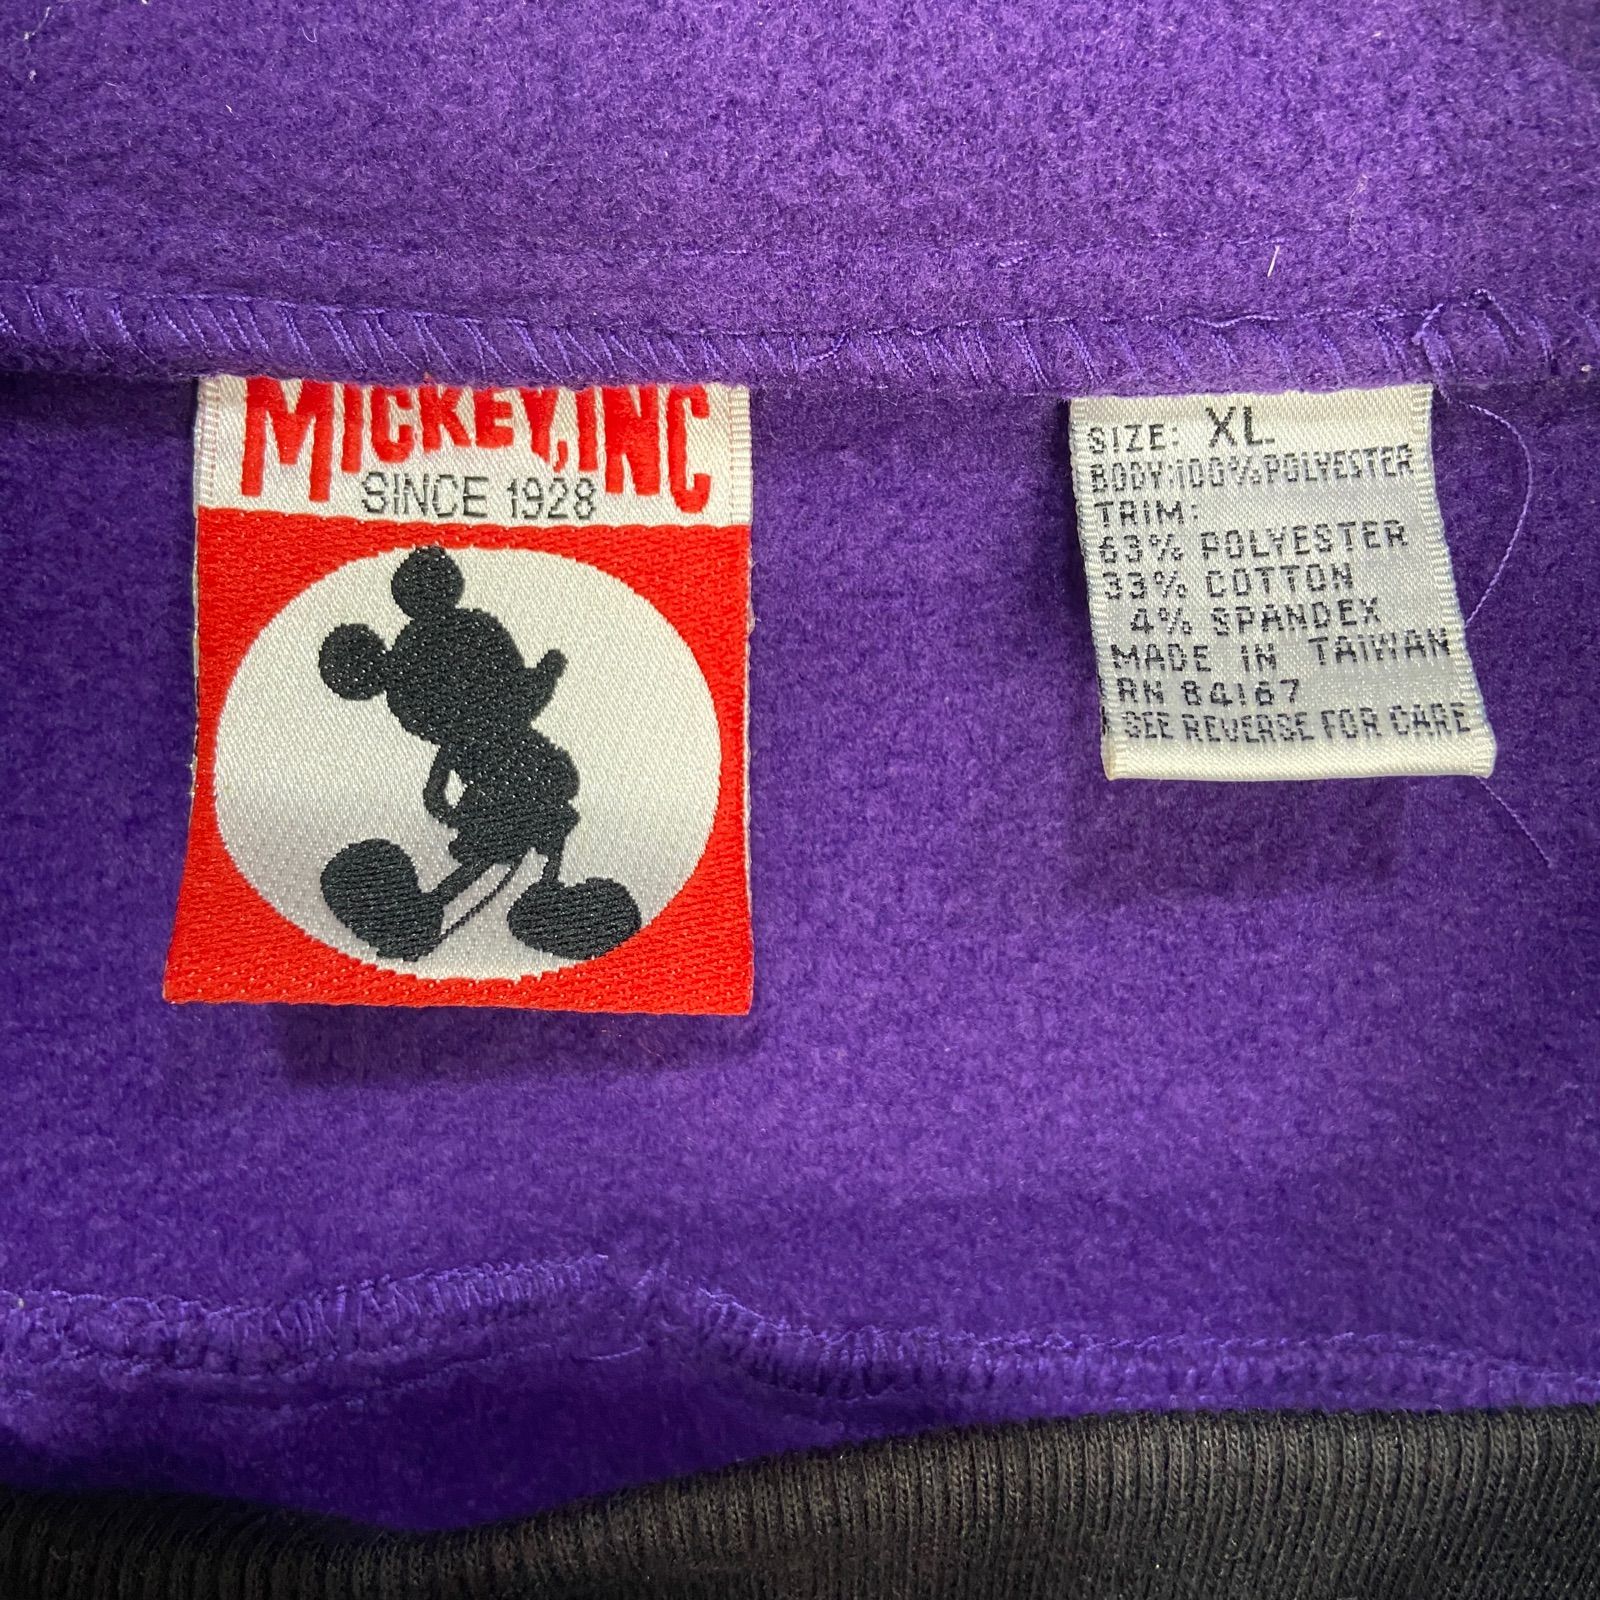 MICKEY, INC
SINCE 1928
SIZE: XL
BODY:100%POLYESTER
TRIM:
63% POLYESTER
33% COTTON
4% SPANDEX
MADE IN TAIWAN
RN 84167
SEE REVERSE FOR CARE